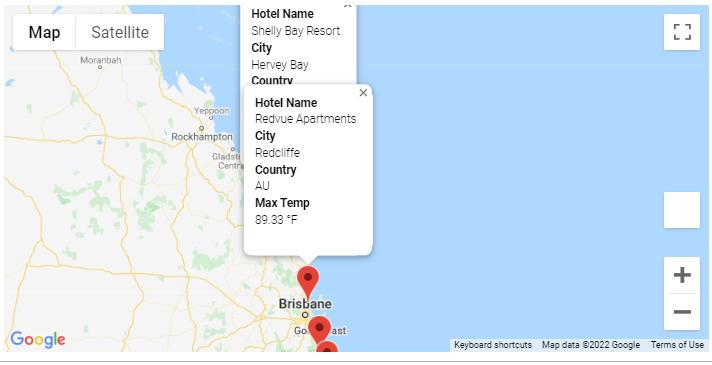 Map
Satellite
Hotel Name
Shelly Bay Resort
City
Hervey Bay
Country
Hotel Name
Redvue Apartments
City
Redcliffe
Country
AU
Max Temp
89.33 °F
Moranbah
Yeppoon
Rockhampton
Gladst
Centra
Brisbane
Go
ast
Google
Keyboard shortcuts
Map data ©2022 Google
Terms of Use